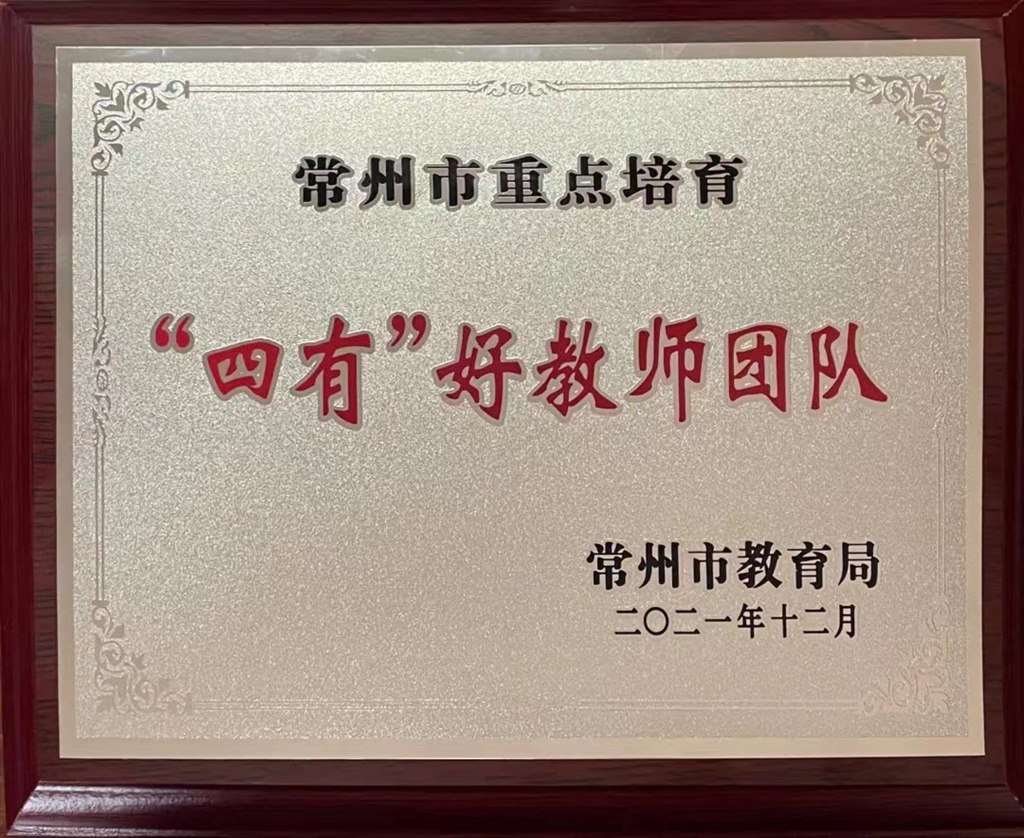 常州市重点培育
“四有”好教师团队
常州市教育局
二〇二一年十二月